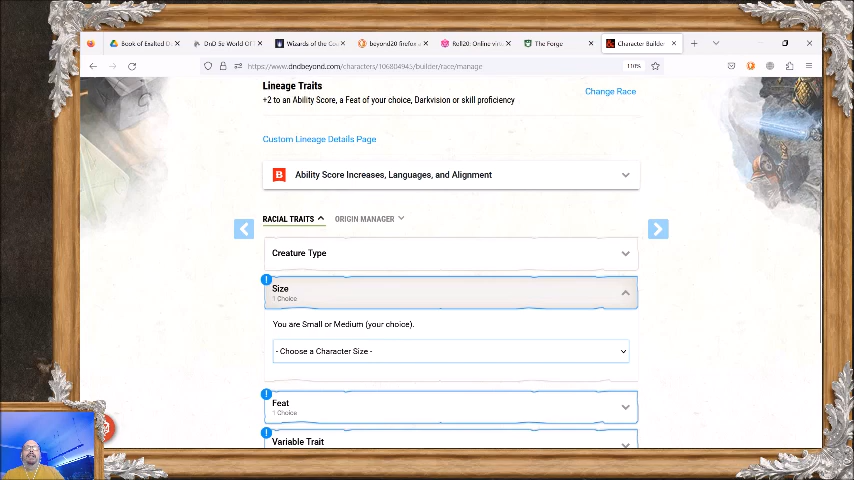 Book of Exalted D
DnD 5e World OF
Wizards of the Coa
beyond20 firefox a
Roll20: Online virtu
The Forge
Character Builder
https://www.dndbeyond.com/characters/106804945/builder/race/manage
110%
Lineage Traits
+2 to an Ability Score, a Feat of your choice, Darkvision or skill proficiency
Change Race
Custom Lineage Details Page
B
Ability Score Increases, Languages, and Alignment
RACIAL TRAITS
ORIGIN MANAGER
Creature Type
!
Size
1 Choice
You are Small or Medium (your choice).
- Choose a Character Size -
!
Feat
1 Choice
!
Variable Trait